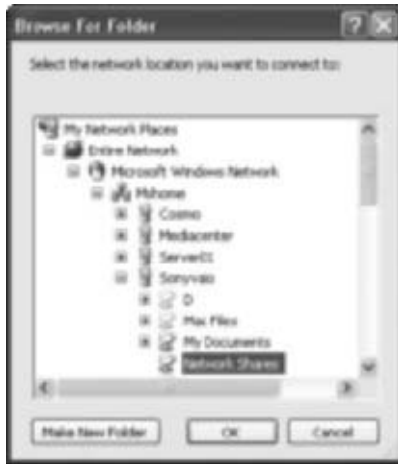 Browse For Folder
Select the network location you want to connect to:
My Network Places
Entire Network
Microsoft Windows Network
Mshome
Cosmo
Mediacenter
Server01
Sonyvaio
D
Max Files
My Documents
Network Shares
Make New Folder
OK
Cancel